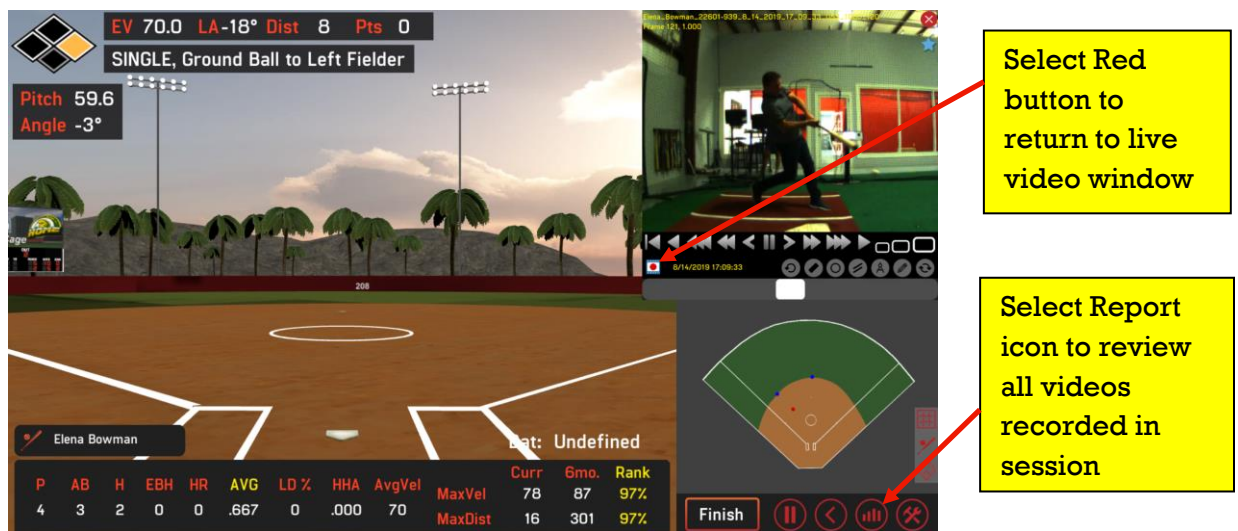 EV 70.0 LA -18° Dist 8 Pts 0
SINGLE, Ground Ball to Left Fielder
Pitch 59.6
Angle -3°
Frame 121, 1.000
8/14/2019 17:09:33
A
208
Elena Bowman
Bat: Undefined
P AB H EBH HR AVG LD % HHA AvgVel
4 3 2 0 0 .667 0 .000 70
Curr 6mo. Rank
MaxVel 78 87 97%
MaxDist 16 301 97%
Finish
Select Red
button to
return to live
video window
Select Report
icon to review
all videos
recorded in
session